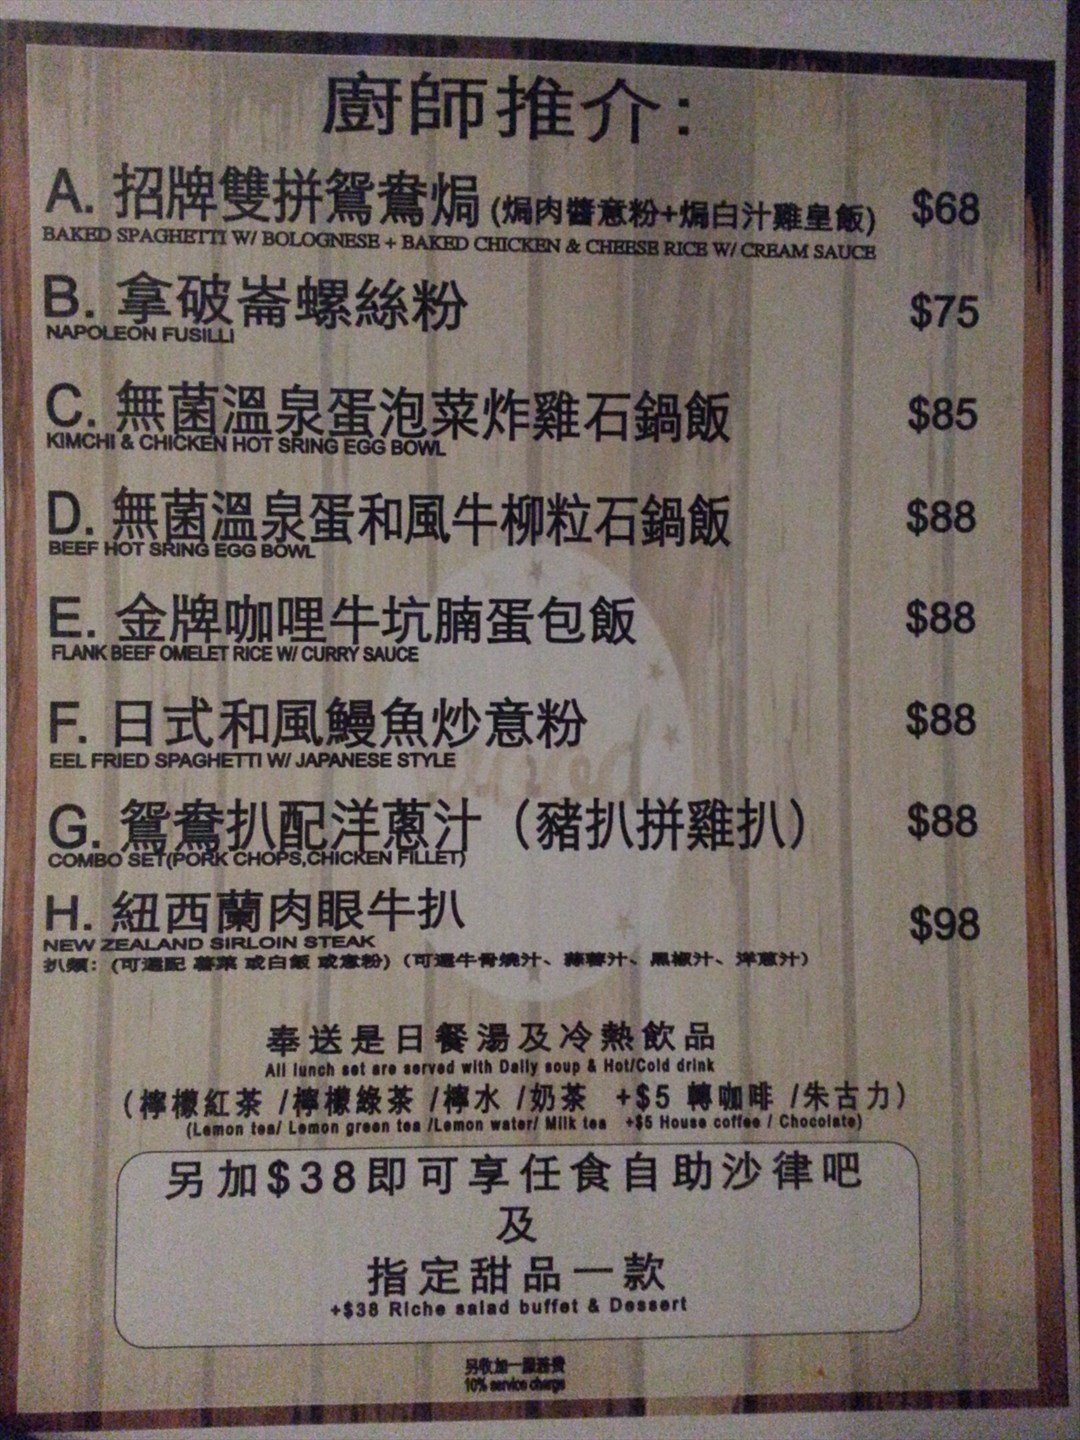 廚師推介:
A. 招牌雙拼鴛鴦焗 (焗肉醬意粉+焗白汁雞皇飯) $68
BAKED SPAGHETTI W/ BOLOGNESE + BAKED CHICKEN & CHEESE RICE W/ CREAM SAUCE
B. 拿破崙螺絲粉 $75
NAPOLEON FUSILLI
C. 無菌溫泉蛋泡菜炸雞石鍋飯 $85
KIMCHI & CHICKEN HOT SRING EGG BOWL
D. 無菌溫泉蛋和風牛柳粒石鍋飯 $88
BEEF HOT SRING EGG BOWL
E. 金牌咖哩牛坑腩蛋包飯 $88
FLANK BEEF OMELET RICE W/ CURRY SAUCE
F. 日式和風鰻魚炒意粉 $88
EEL FRIED SPAGHETTI W/ JAPANESE STYLE
G. 鴛鴦扒配洋蔥汁（豬扒拼雞扒） $88
COMBO SET(PORK CHOPS,CHICKEN FILLET)
H. 紐西蘭肉眼牛扒 $98
NEW ZEALAND SIRLOIN STEAK
扒類: (可選配 薯菜 或白飯 或意粉) (可選牛骨燒汁、蒜蓉汁、黑椒汁、洋蔥汁)
奉送是日餐湯及冷熱飲品
All lunch set are served with Daily soup & Hot/Cold drink
(檸檬紅茶 /檸檬綠茶 /檸水 /奶茶 +$5 轉咖啡 /朱古力)
(Lemon tea/ Lemon green tea /Lemon water/ Milk tea +$5 House coffee / Chocolate)
另加$38即可享任食自助沙律吧
及
指定甜品一款
+$38 Riche salad buffet & Dessert
另收加一服務費
10% service charge